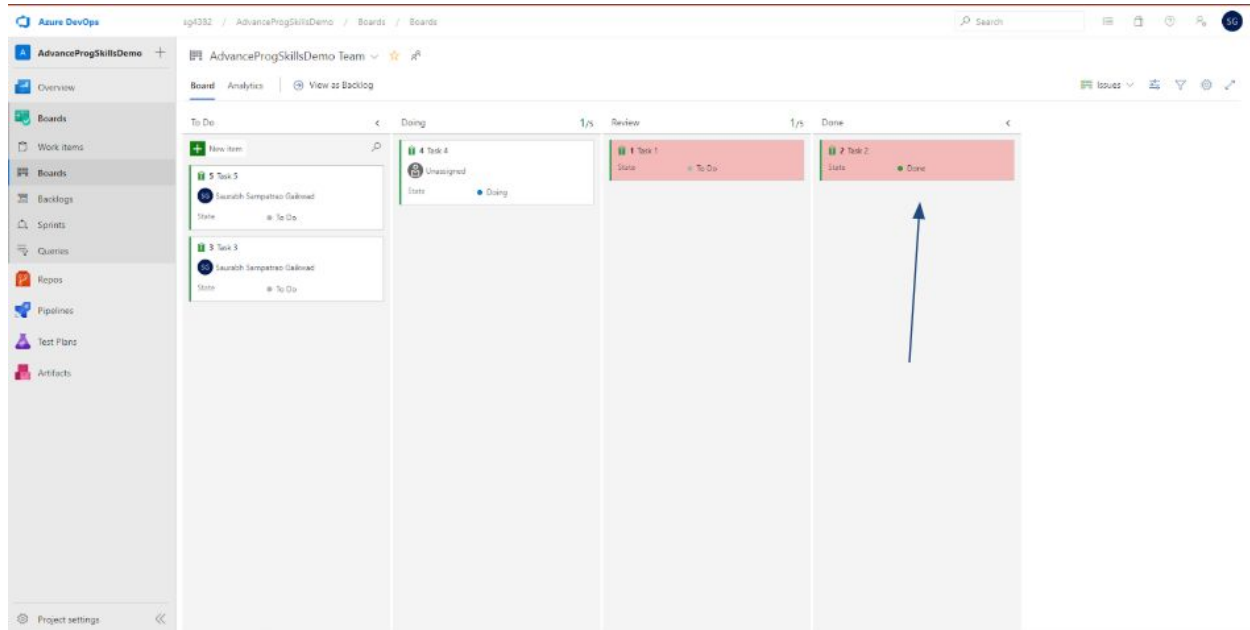 Azure DevOps
sg4392 / AdvanceProgSkillsDemo / Boards / Boards
Search
SG
A AdvanceProgSkillsDemo
AdvanceProgSkillsDemo Team
Overview
Boards
Work items
Boards
Backlogs
Sprints
Queries
Repos
Pipelines
Test Plans
Artifacts
Project settings
Board Analytics View as Backlog
Issues
To Do
New item
5 Task 5
SG Saurabh Sampatrao Gaikwad
State To Do
3 Task 3
SG Saurabh Sampatrao Gaikwad
State To Do
Doing 1/5
4 Task 4
Unassigned
State Doing
Review 1/5
1 Task 1
State To Do
Done
2 Task 2
State Done